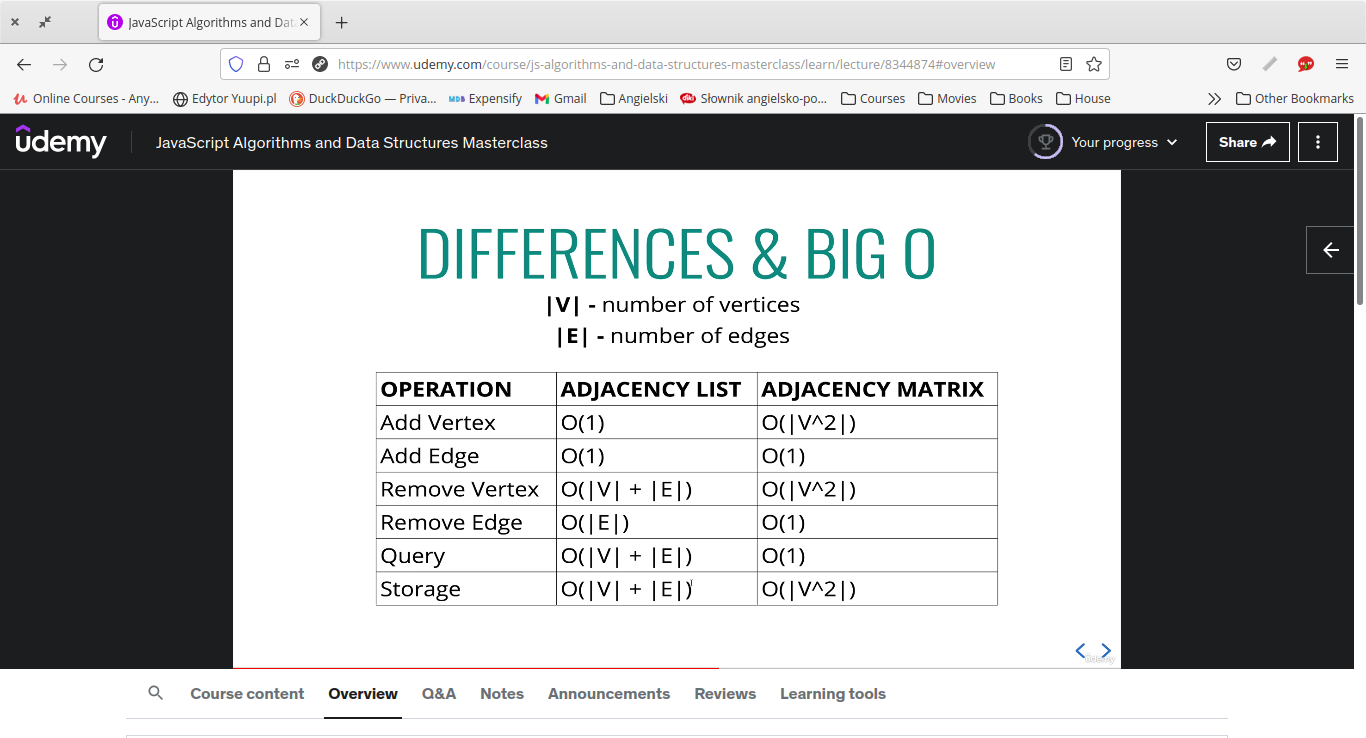 JavaScript Algorithms and Dat
https://www.udemy.com/course/js-algorithms-and-data-structures-masterclass/learn/lecture/8344874#overview
Online Courses - Any... Edytor Yuupi.pl DuckDuckGo — Priva... MDB Expensify Gmail Angielski diki Słownik angielsko-po... Courses Movies Books House Other Bookmarks
udemy JavaScript Algorithms and Data Structures Masterclass Your progress Share
DIFFERENCES & BIG O
|V| - number of vertices
|E| - number of edges
OPERATION ADJACENCY LIST ADJACENCY MATRIX
Add Vertex O(1) O(|V^2|)
Add Edge O(1) O(1)
Remove Vertex O(|V| + |E|) O(|V^2|)
Remove Edge O(|E|) O(1)
Query O(|V| + |E|) O(1)
Storage O(|V| + |E|) O(|V^2|)
udemy
Course content Overview Q&A Notes Announcements Reviews Learning tools